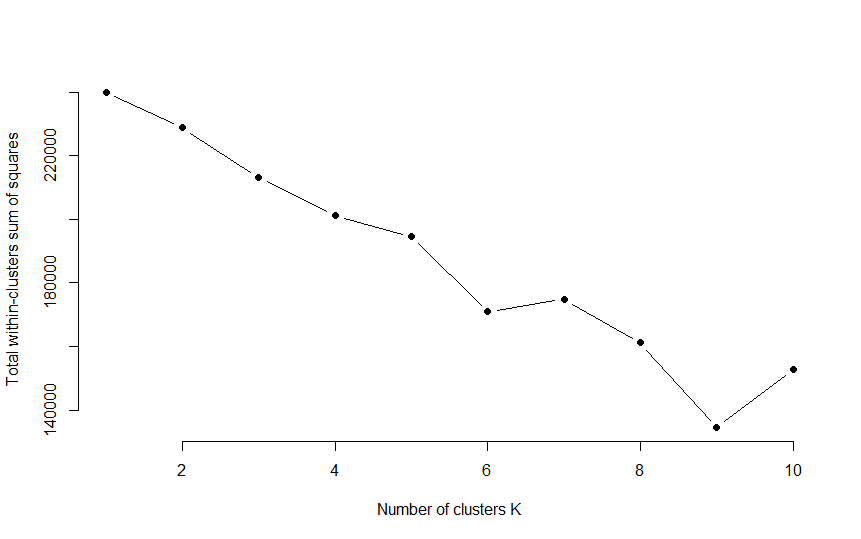 Total within-clusters sum of squares
220000
180000
140000
2 4 6 8 10
Number of clusters K